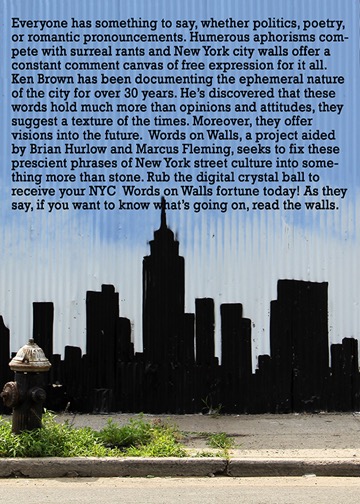 Everyone has something to say, whether politics, poetry,
or romantic pronouncements. Humerous aphorisms com-
pete with surreal rants and New York city walls offer a
constant comment canvas of free expression for it all.
Ken Brown has been documenting the ephemeral nature
of the city for over 30 years. He's discovered that these
words hold much more than opinions and attitudes, they
suggest a texture of the times. Moreover, they offer
visions into the future.  Words on Walls, a project aided
by Brian Hurlow and Marcus Fleming, seeks to fix these
prescient phrases of New York street culture into some-
thing more than stone. Rub the digital crystal ball to
receive your NYC  Words on Walls fortune today! As they
say, if you want to know what's going on, read the walls.